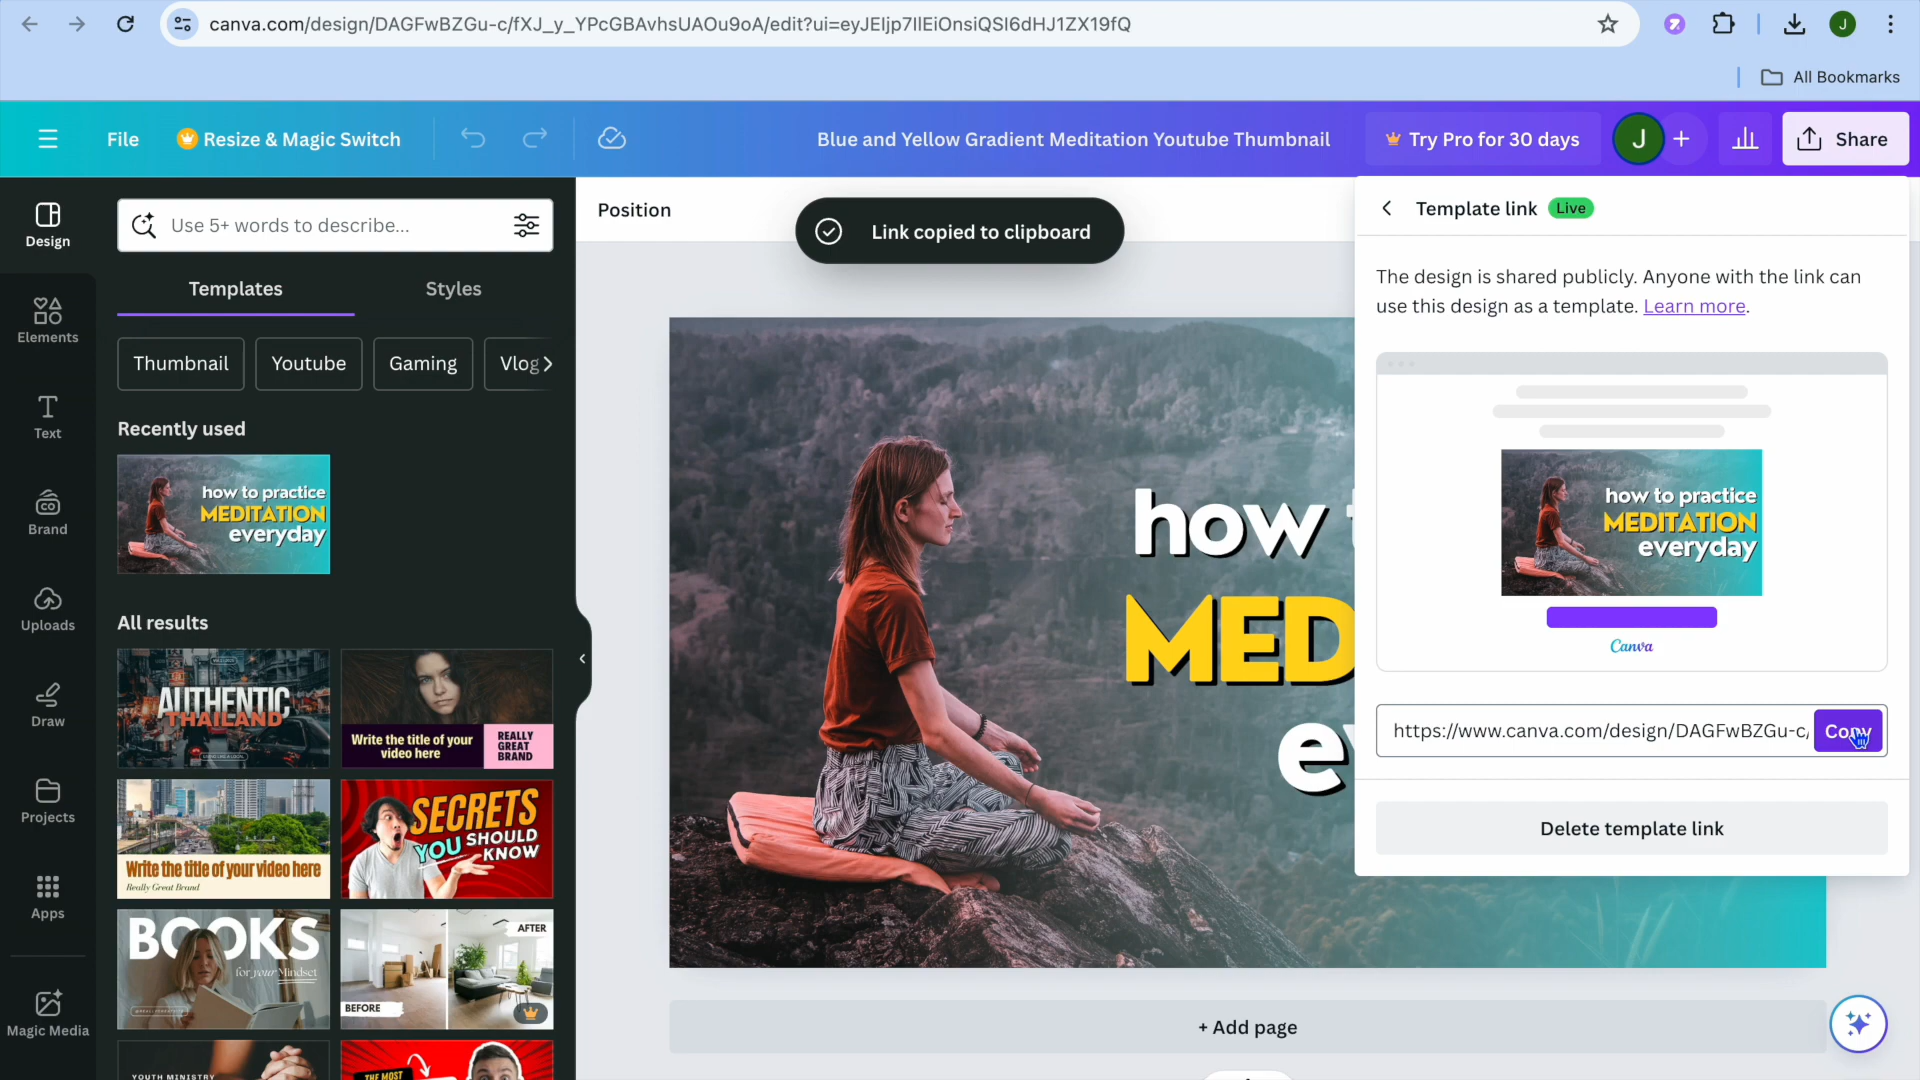 canva.com/design/DAGFwBZGu-c/fXJ_y_YPcGBAvhsUAOu9oA/edit?ui=eyJEIjp7IlEiOnsiQSI6dHJ1ZX19fQ
J
All Bookmarks
File
Resize & Magic Switch
Blue and Yellow Gradient Meditation Youtube Thumbnail
Try Pro for 30 days
J
+
Share
Design
Elements
Text
Brand
Uploads
Draw
Projects
Apps
Magic Media
Use 5+ words to describe...
Templates
Styles
Thumbnail
Youtube
Gaming
Vlog
Recently used
how to practice
MEDITATION
everyday
All results
AUTHENTIC
THAILAND
Write the title of your
video here
REALLY
GREAT
BRAND
Write the title of your video here
Really Great Brand
SECRETS
YOU SHOULD
KNOW
BOOKS
for your Mindset
AFTER
BEFORE
YOUTH MINISTRY
THE MOST
Position
Link copied to clipboard
how
MED
ev
+ Add page
Template link
Live
The design is shared publicly. Anyone with the link can
use this design as a template. Learn more.
how to practice
MEDITATION
everyday
Canva
https://www.canva.com/design/DAGFwBZGu-c/
Copy
Delete template link